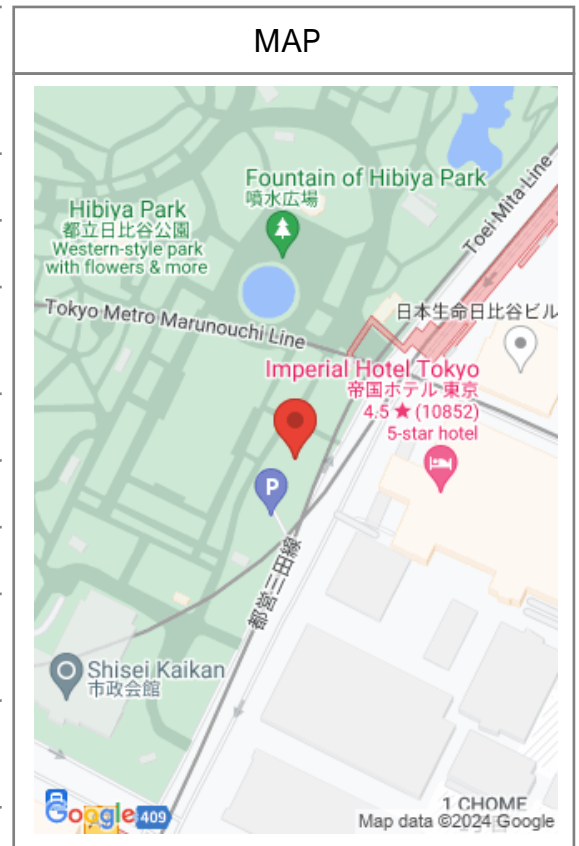 MAP
Fountain of Hibiya Park
噴水広場
Hibiya Park
都立日比谷公園
Western-style park
with flowers & more
Toei Mita Line
Tokyo Metro Marunouchi Line
日本生命日比谷ビル
Imperial Hotel Tokyo
帝国ホテル 東京
4.5 ★ (10852)
5-star hotel
P
都営三田線
Shisei Kaikan
市政会館
Google
409
1 CHOME
Map data ©2024 Google